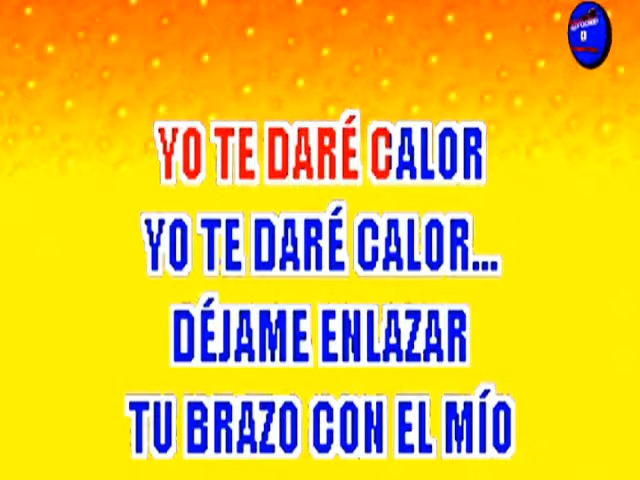 YO TE DARÉ CALOR
YO TE DARÉ CALOR...
DÉJAME ENLAZAR
TU BRAZO CON EL MÍO